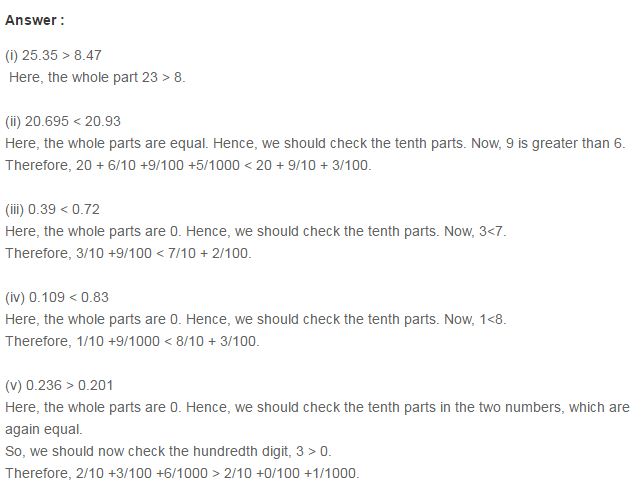 Answer :
(i) 25.35 > 8.47
Here, the whole part 23 > 8.
(ii) 20.695 < 20.93
Here, the whole parts are equal. Hence, we should check the tenth parts. Now, 9 is greater than 6.
Therefore, 20 + 6/10 +9/100 +5/1000 < 20 + 9/10 + 3/100.
(iii) 0.39 < 0.72
Here, the whole parts are 0. Hence, we should check the tenth parts. Now, 3<7.
Therefore, 3/10 +9/100 < 7/10 + 2/100.
(iv) 0.109 < 0.83
Here, the whole parts are 0. Hence, we should check the tenth parts. Now, 1<8.
Therefore, 1/10 +9/1000 < 8/10 + 3/100.
(v) 0.236 > 0.201
Here, the whole parts are 0. Hence, we should check the tenth parts in the two numbers, which are
again equal.
So, we should now check the hundredth digit, 3 > 0.
Therefore, 2/10 +3/100 +6/1000 > 2/10 +0/100 +1/1000.